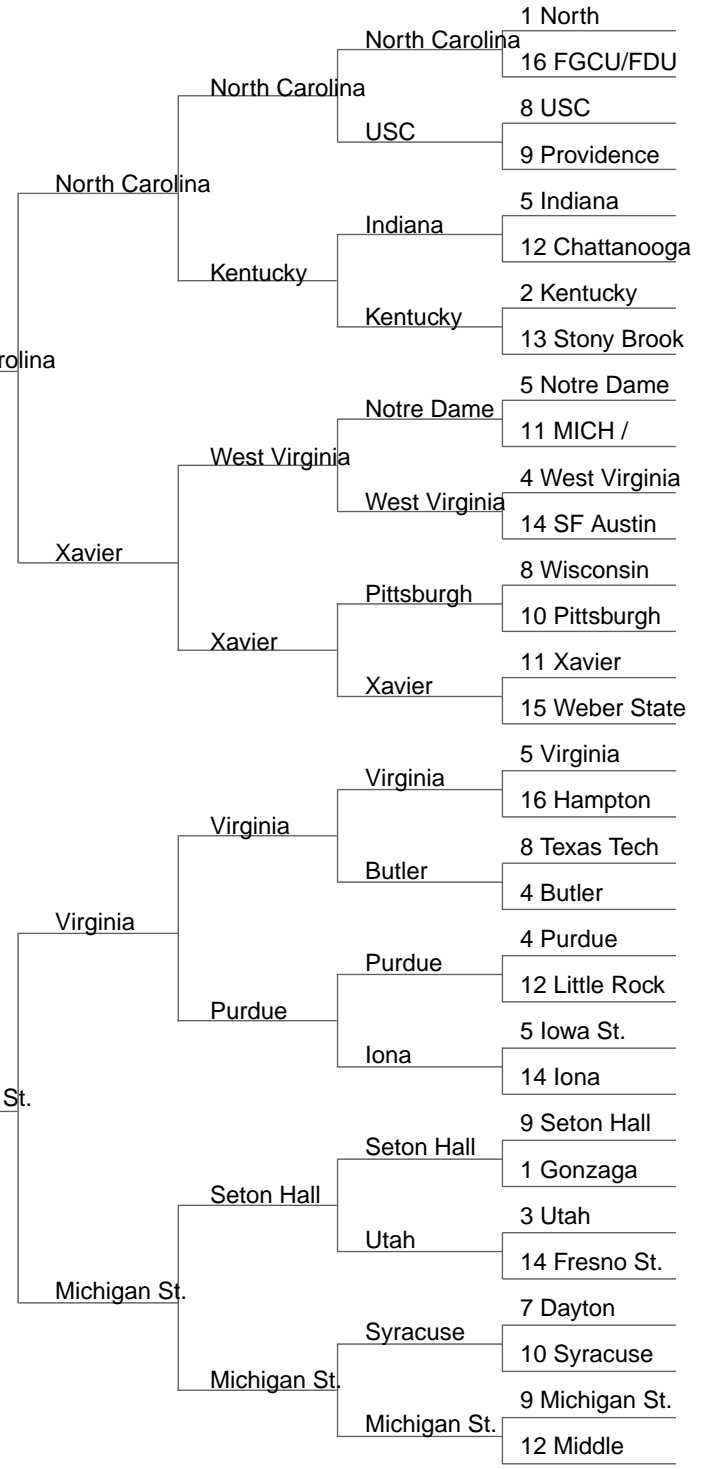 1 North
North Carolina
16 FGCU/FDU
North Carolina
8 USC
USC
9 Providence
North Carolina
5 Indiana
Indiana
12 Chattanooga
Kentucky
2 Kentucky
Kentucky
13 Stony Brook
rolina
5 Notre Dame
Notre Dame
11 MICH /
West Virginia
4 West Virginia
West Virginia
14 SF Austin
Xavier
8 Wisconsin
Pittsburgh
10 Pittsburgh
Xavier
11 Xavier
Xavier
15 Weber State
5 Virginia
Virginia
16 Hampton
Virginia
8 Texas Tech
Butler
4 Butler
Virginia
4 Purdue
Purdue
12 Little Rock
Purdue
5 Iowa St.
Iona
14 Iona
St.
9 Seton Hall
Seton Hall
1 Gonzaga
Seton Hall
3 Utah
Utah
14 Fresno St.
Michigan St.
7 Dayton
Syracuse
10 Syracuse
Michigan St.
9 Michigan St.
Michigan St.
12 Middle